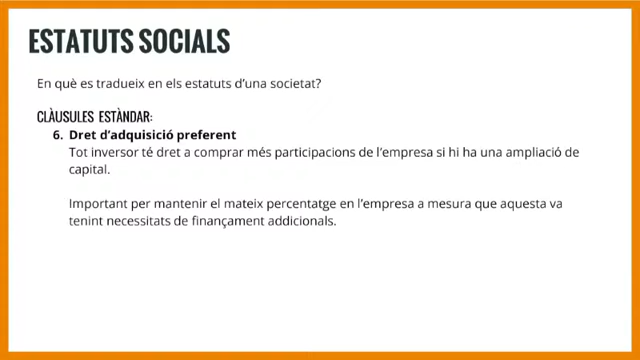 ESTATUTS SOCIALS
En què es tradueix en els estatuts d'una societat?
CLÀUSULES ESTÀNDAR:
6. Dret d'adquisició preferent
Tot inversor té dret a comprar més participacions de l'empresa si hi ha una ampliació de
capital.
Important per mantenir el mateix percentatge en l'empresa a mesura que aquesta va
tenint necessitats de finançament addicionals.